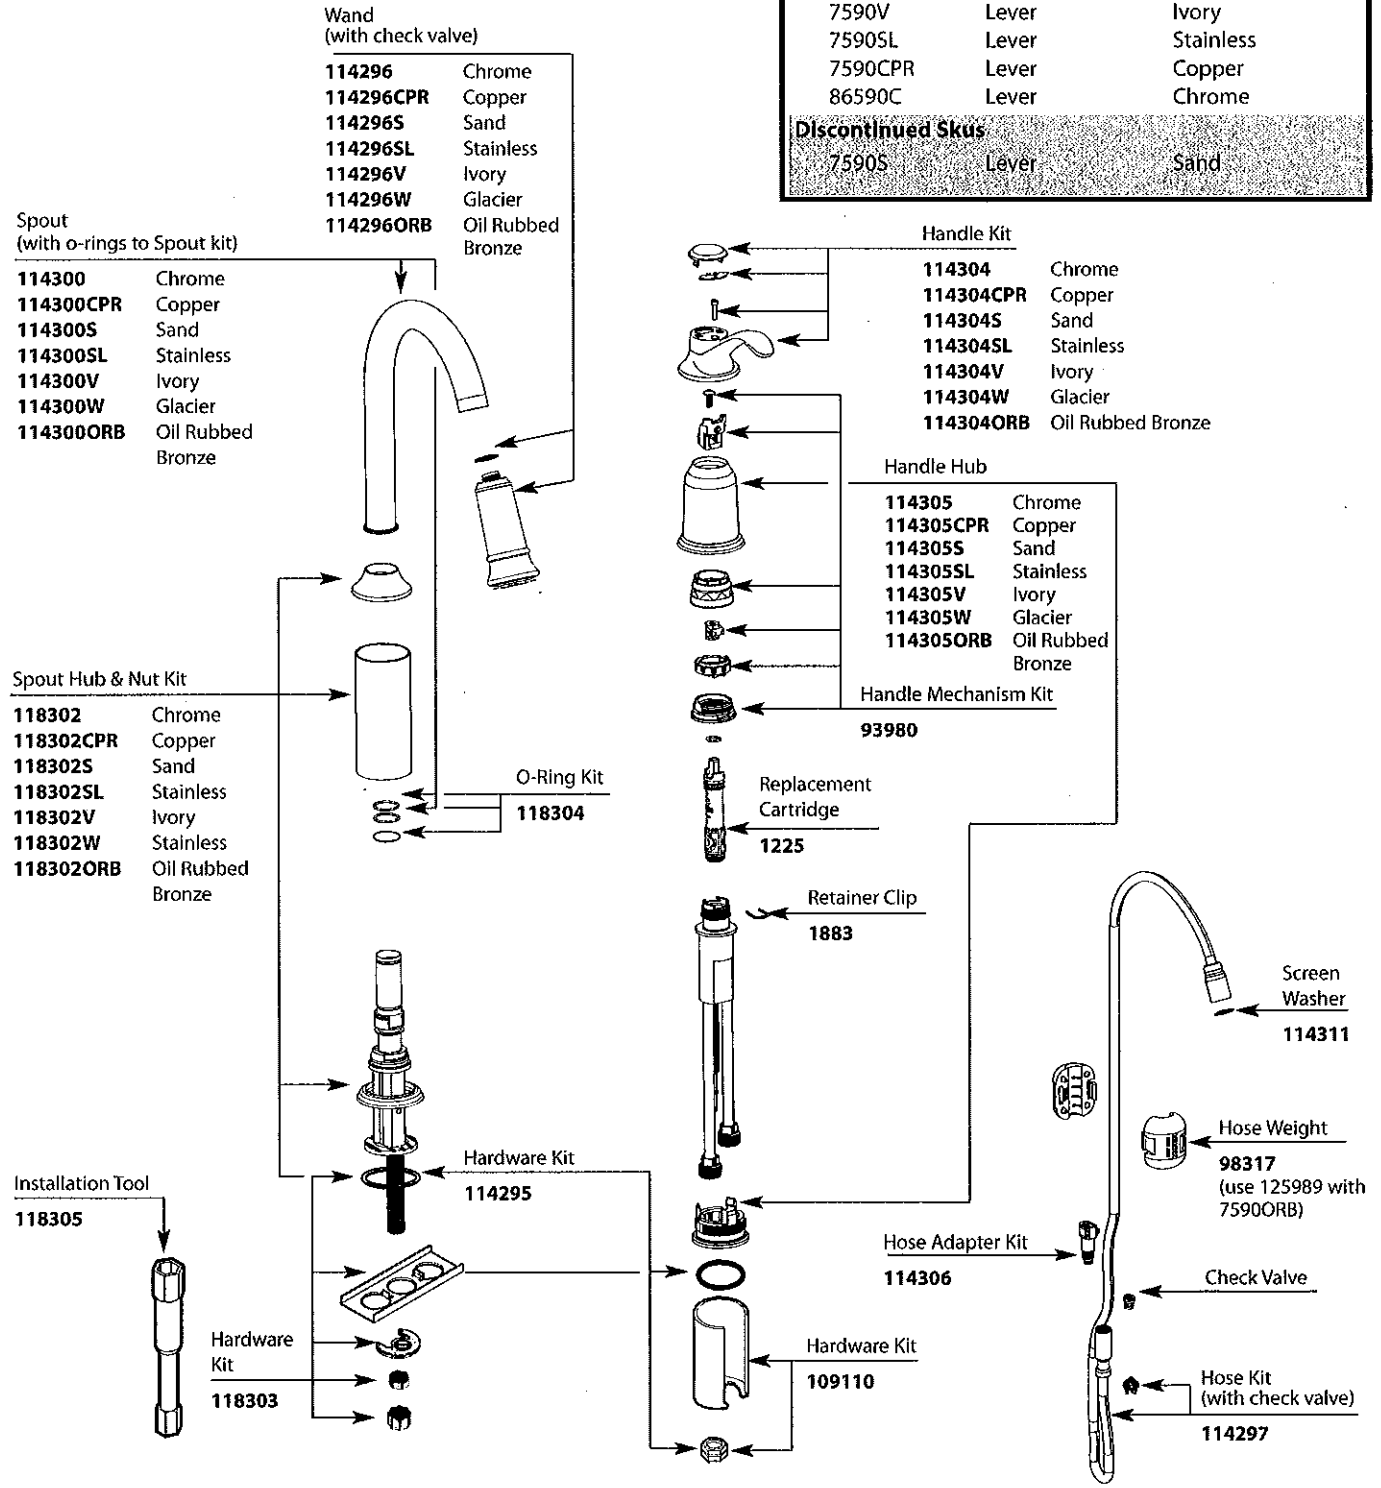 Wand
(with check valve)
114296 Chrome
114296CPR Copper
114296S Sand
114296SL Stainless
114296V Ivory
114296W Glacier
114296ORB Oil Rubbed
Bronze
7590V Lever Ivory
7590SL Lever Stainless
7590CPR Lever Copper
86590C Lever Chrome
Discontinued Skus
7590S Lever Sand
Spout
(with o-rings to Spout kit)
114300 Chrome
114300CPR Copper
114300S Sand
114300SL Stainless
114300V Ivory
114300W Glacier
114300ORB Oil Rubbed
Bronze
Handle Kit
114304 Chrome
114304CPR Copper
114304S Sand
114304SL Stainless
114304V Ivory
114304W Glacier
114304ORB Oil Rubbed Bronze
Handle Hub
114305 Chrome
114305CPR Copper
114305S Sand
114305SL Stainless
114305V Ivory
114305W Glacier
114305ORB Oil Rubbed
Bronze
Handle Mechanism Kit
93980
Spout Hub & Nut Kit
118302 Chrome
118302CPR Copper
118302S Sand
118302SL Stainless
118302V Ivory
118302W Stainless
118302ORB Oil Rubbed
Bronze
O-Ring Kit
118304
Replacement
Cartridge
1225
Retainer Clip
1883
Screen
Washer
114311
Hose Weight
98317
(use 125989 with
7590ORB)
Hardware Kit
114295
Installation Tool
118305
Hose Adapter Kit
114306
Check Valve
Hardware
Kit
118303
Hardware Kit
109110
Hose Kit
(with check valve)
114297